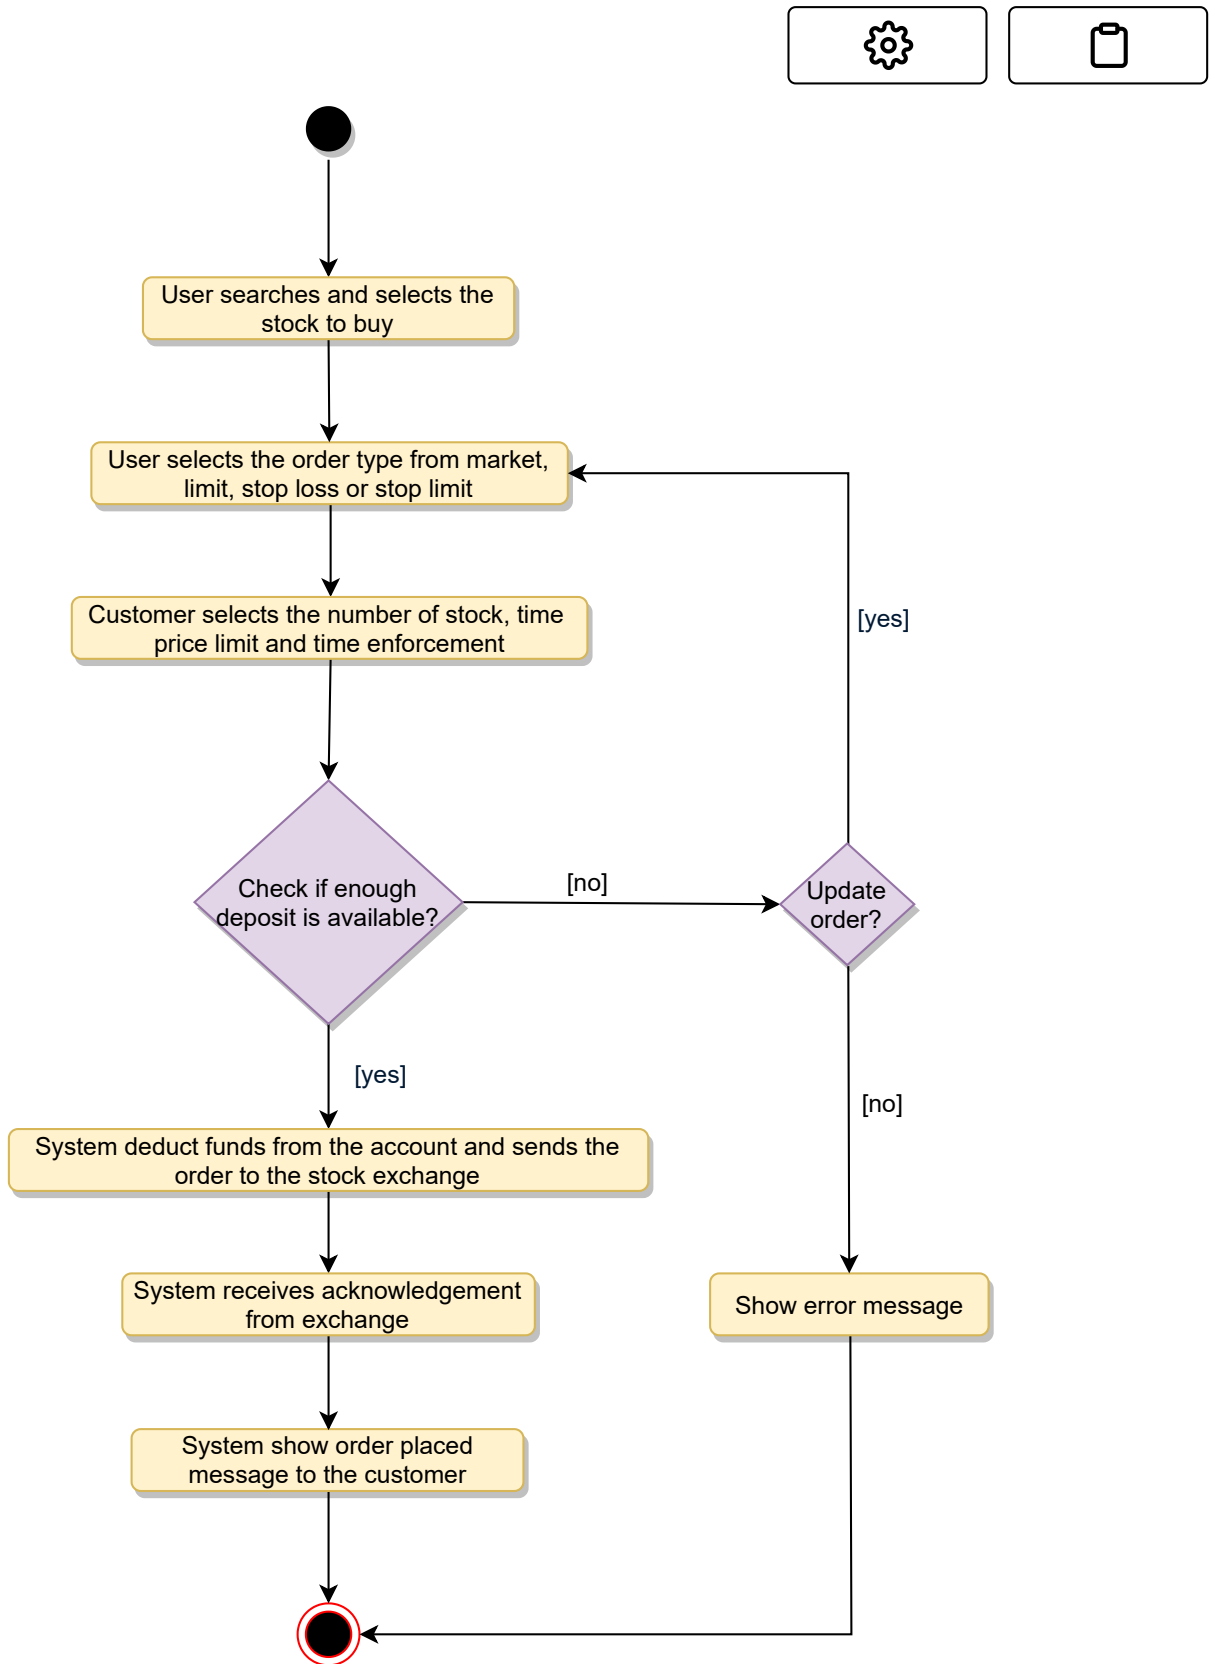 User searches and selects the
stock to buy
User selects the order type from market,
limit, stop loss or stop limit
Customer selects the number of stock, time
price limit and time enforcement
[yes]
Check if enough
deposit is available?
[no]
Update
order?
[yes]
[no]
System deduct funds from the account and sends the
order to the stock exchange
System receives acknowledgement
from exchange
Show error message
System show order placed
message to the customer